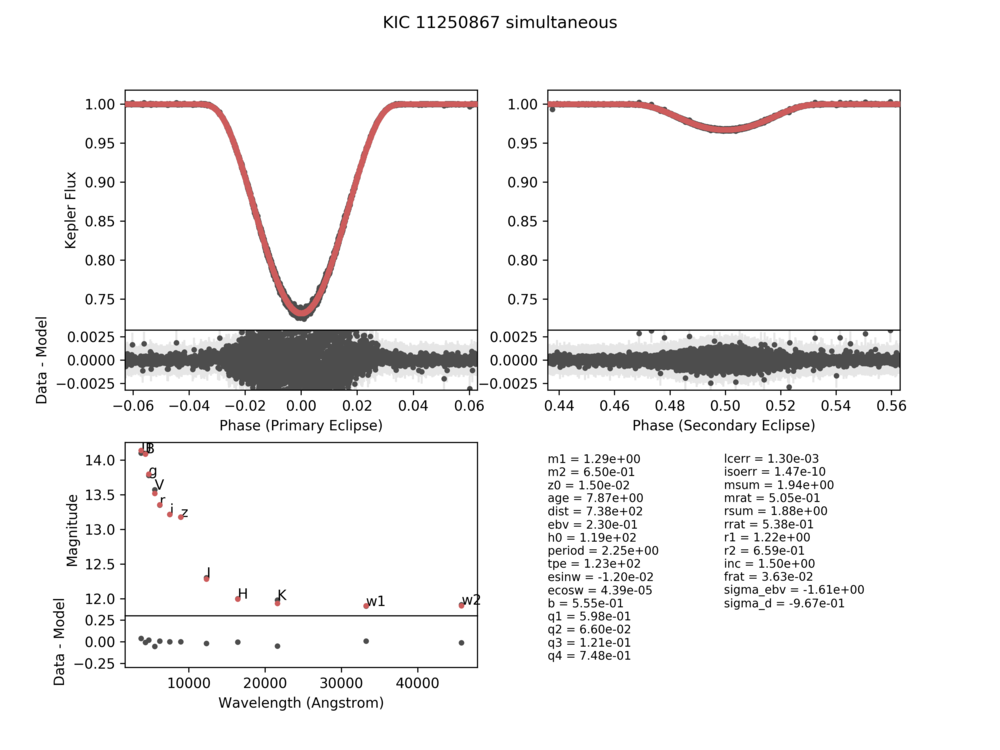 KIC 11250867 simultaneous
Kepler Flux
1.00
0.95
0.90
0.85
0.80
0.75
Data - Model
0.0025
0.0000
−0.0025
−0.06 −0.04 −0.02 0.00 0.02 0.04 0.06
Phase (Primary Eclipse)
1.00
0.95
0.90
0.85
0.80
0.75
0.0025
0.0000
−0.0025
0.44 0.46 0.48 0.50 0.52 0.54 0.56
Phase (Secondary Eclipse)
Magnitude
14.0
13.5
13.0
12.5
12.0
B
g
V
r
i z
J
H
K
w1
w2
Data - Model
0.25
0.00
−0.25
10000 20000 30000 40000
Wavelength (Angstrom)
m1 = 1.29e+00
m2 = 6.50e-01
z0 = 1.50e-02
age = 7.87e+00
dist = 7.38e+02
ebv = 2.30e-01
h0 = 1.19e+02
period = 2.25e+00
tpe = 1.23e+02
esinw = -1.20e-02
ecosw = 4.39e-05
b = 5.55e-01
q1 = 5.98e-01
q2 = 6.60e-02
q3 = 1.21e-01
q4 = 7.48e-01
lcerr = 1.30e-03
isoerr = 1.47e-10
msum = 1.94e+00
mrat = 5.05e-01
rsum = 1.88e+00
rrat = 5.38e-01
r1 = 1.22e+00
r2 = 6.59e-01
inc = 1.50e+00
frat = 3.63e-02
sigma_ebv = -1.61e+00
sigma_d = -9.67e-01